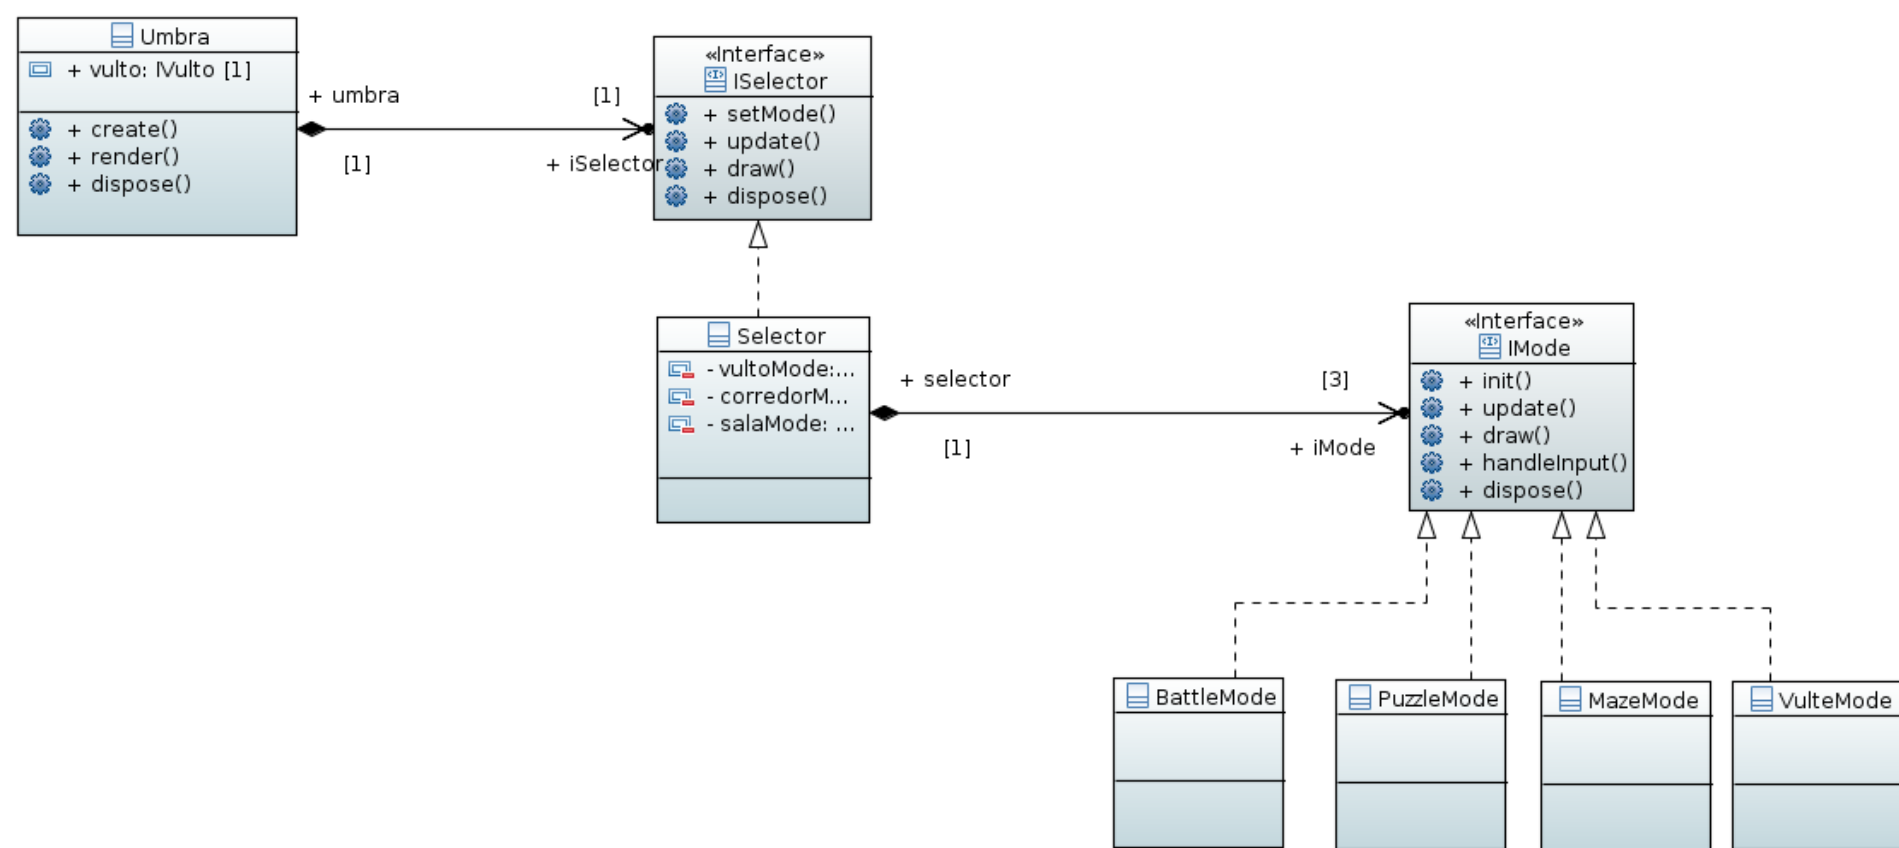 Umbra
+ vulto: IVulto [1]
+ create()
+ render()
+ dispose()
+ umbra
[1]
[1]
+ iSelector
«Interface»
ISelector
+ setMode()
+ update()
+ draw()
+ dispose()
Selector
- vultoMode:...
- corredorM...
- salaMode: ...
+ selector
[3]
[1]
+ iMode
«Interface»
IMode
+ init()
+ update()
+ draw()
+ handleInput()
+ dispose()
BattleMode
PuzzleMode
MazeMode
VulteMode